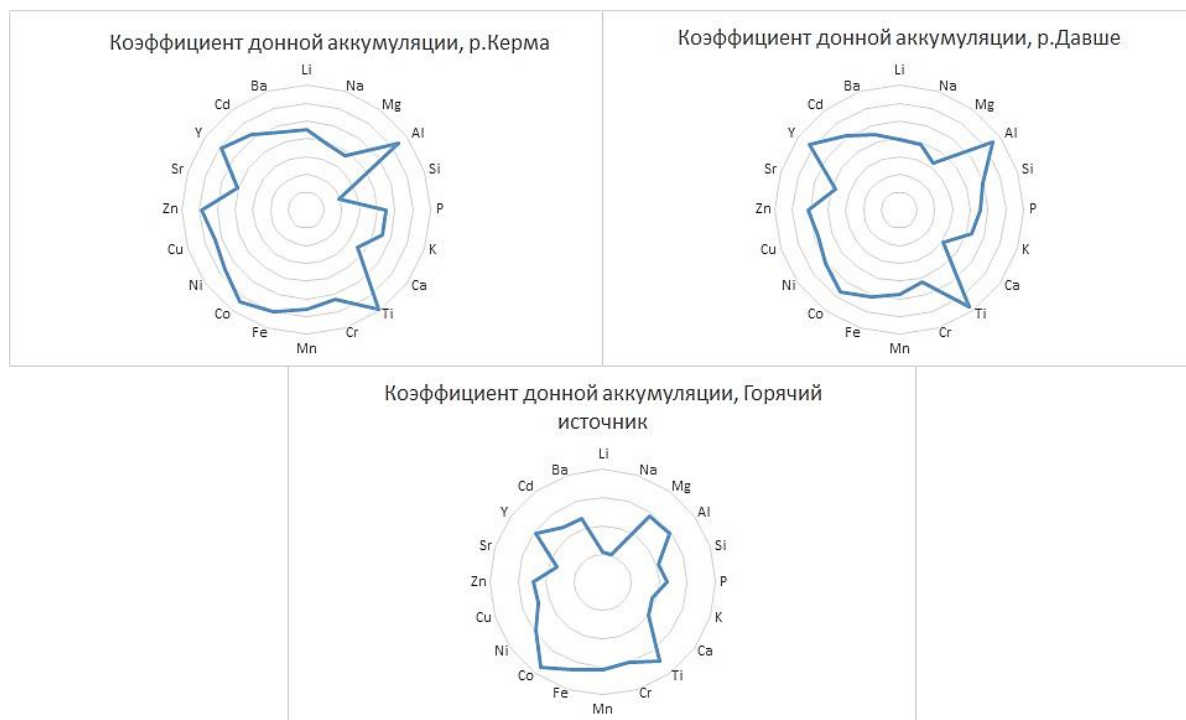 Коэффициент донной аккумуляции, р.Керма
Li
Na
Mg
Al
Si
P
K
Ca
Ti
Cr
Mn
Fe
Co
Ni
Cu
Zn
Sr
Y
Cd
Ba
Коэффициент донной аккумуляции, р.Давше
Li
Na
Mg
Al
Si
P
K
Ca
Ti
Cr
Mn
Fe
Co
Ni
Cu
Zn
Sr
Y
Cd
Ba
Коэффициент донной аккумуляции, Горячий
источник
Li
Na
Mg
Al
Si
P
K
Ca
Ti
Cr
Mn
Fe
Co
Ni
Cu
Zn
Sr
Y
Cd
Ba